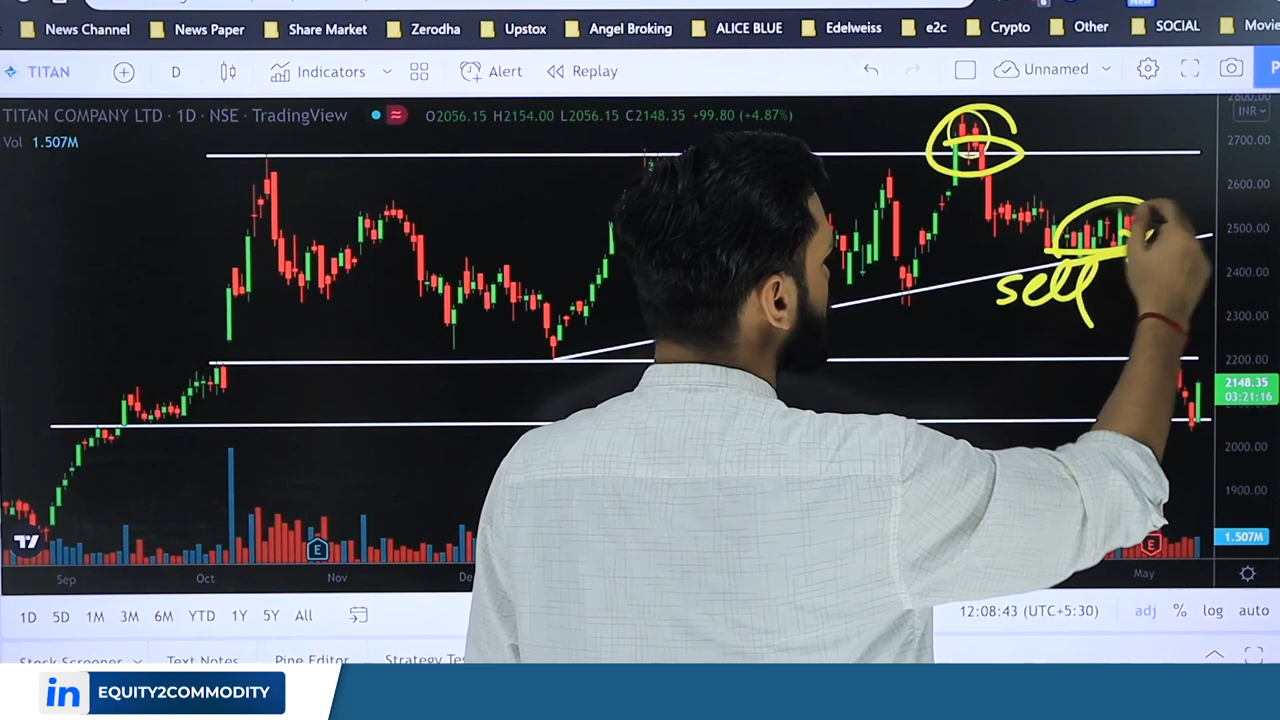 New
News Channel News Paper Share Market Zerodha Upstox Angel Broking ALICE BLUE Edelweiss e2c Crypto Other SOCIAL Movie
TITAN D Indicators Alert Replay Unnamed
TITAN COMPANY LTD · 1D · NSE · TradingView O2056.15 H2154.00 L2056.15 C2148.35 +99.80 (+4.87%)
Vol 1.507M
2800.00
INR
2700.00
2600.00
2500.00
2400.00
2300.00
2200.00
2148.35
03:21:16
2000.00
1900.00
1.507M
sell
E E
Sep Oct Nov De May
1D 5D 1M 3M 6M YTD 1Y 5Y All 12:08:43 (UTC+5:30) adj % log auto
Stock Screener Text Notes Pine Editor Strategy Te
in EQUITY2COMMODITY